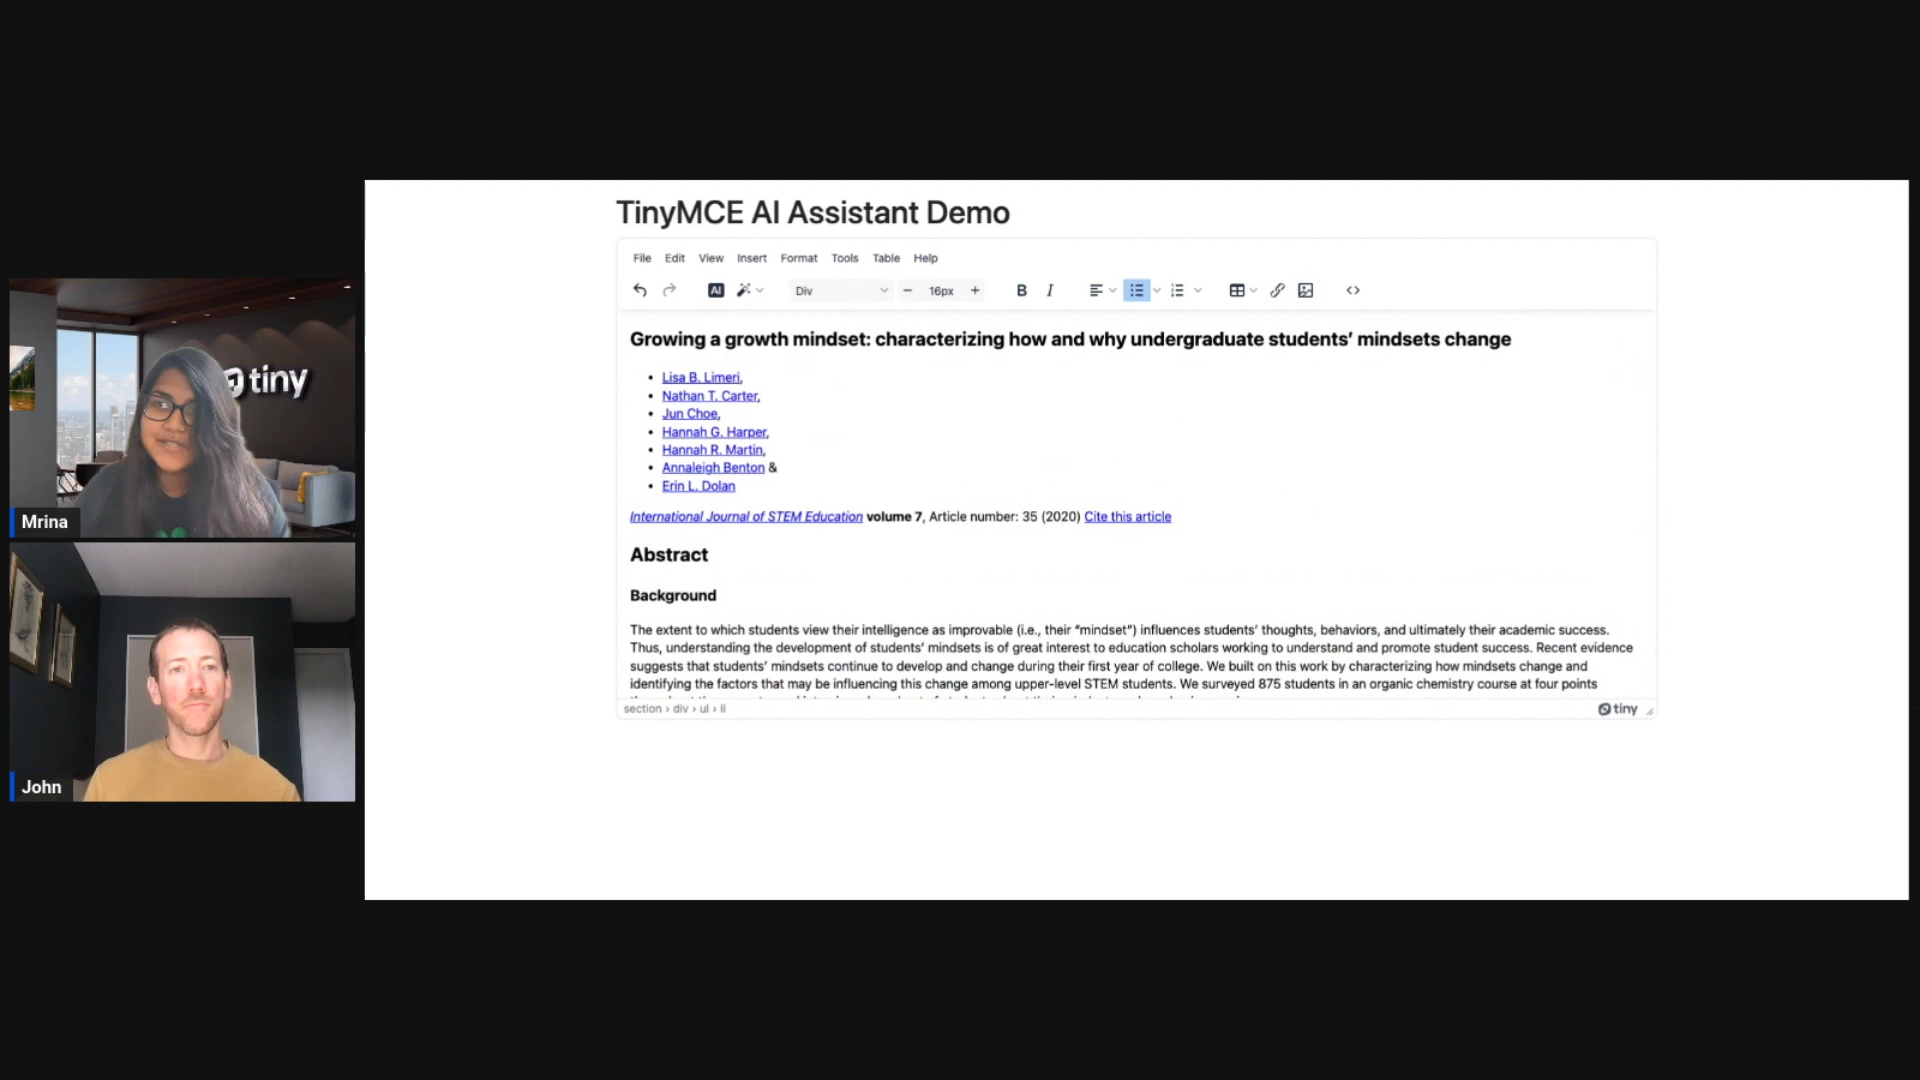 TinyMCE AI Assistant Demo
File Edit View Insert Format Tools Table Help
AI Div 16px B I
Growing a growth mindset: characterizing how and why undergraduate students’ mindsets change
Lisa B. Limeri,
Nathan T. Carter,
Jun Choe,
Hannah G. Harper,
Hannah R. Martin,
Annaleigh Benton &
Erin L. Dolan
International Journal of STEM Education volume 7, Article number: 35 (2020) Cite this article
Abstract
Background
The extent to which students view their intelligence as improvable (i.e., their “mindset”) influences students’ thoughts, behaviors, and ultimately their academic success.
Thus, understanding the development of students’ mindsets is of great interest to education scholars working to understand and promote student success. Recent evidence
suggests that students’ mindsets continue to develop and change during their first year of college. We built on this work by characterizing how mindsets change and
identifying the factors that may be influencing this change among upper-level STEM students. We surveyed 875 students in an organic chemistry course at four points
section › div › ul › li
tiny
tiny
Mrina
John